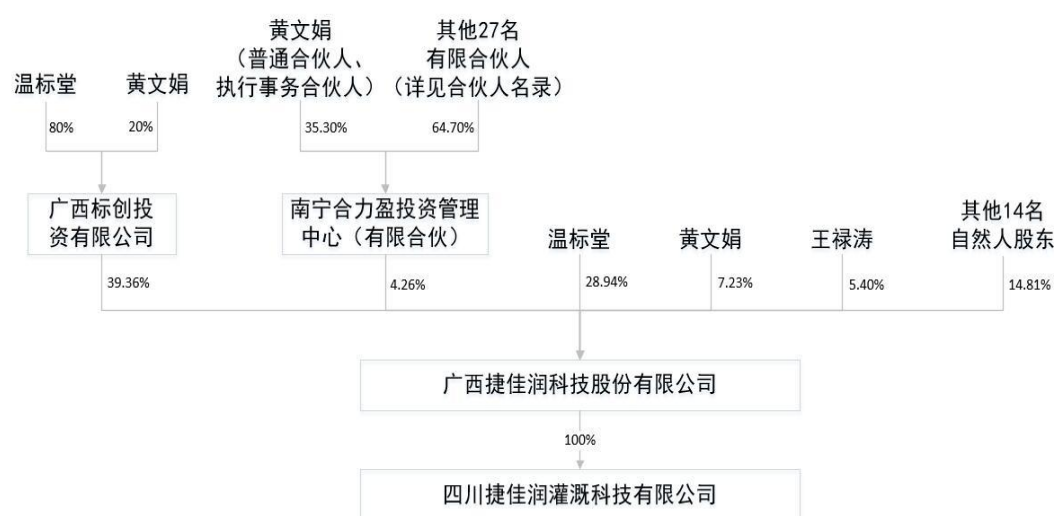 黄文娟
（普通合伙人、
执行事务合伙人）
其他27名
有限合伙人
（详见合伙人名录）
温标堂
黄文娟
80%
20%
35.30%
64.70%
广西标创投
资有限公司
南宁合力盈投资管理
中心（有限合伙）
温标堂
黄文娟
王禄涛
其他14名
自然人股东
39.36%
4.26%
28.94%
7.23%
5.40%
14.81%
广西捷佳润科技股份有限公司
100%
四川捷佳润灌溉科技有限公司